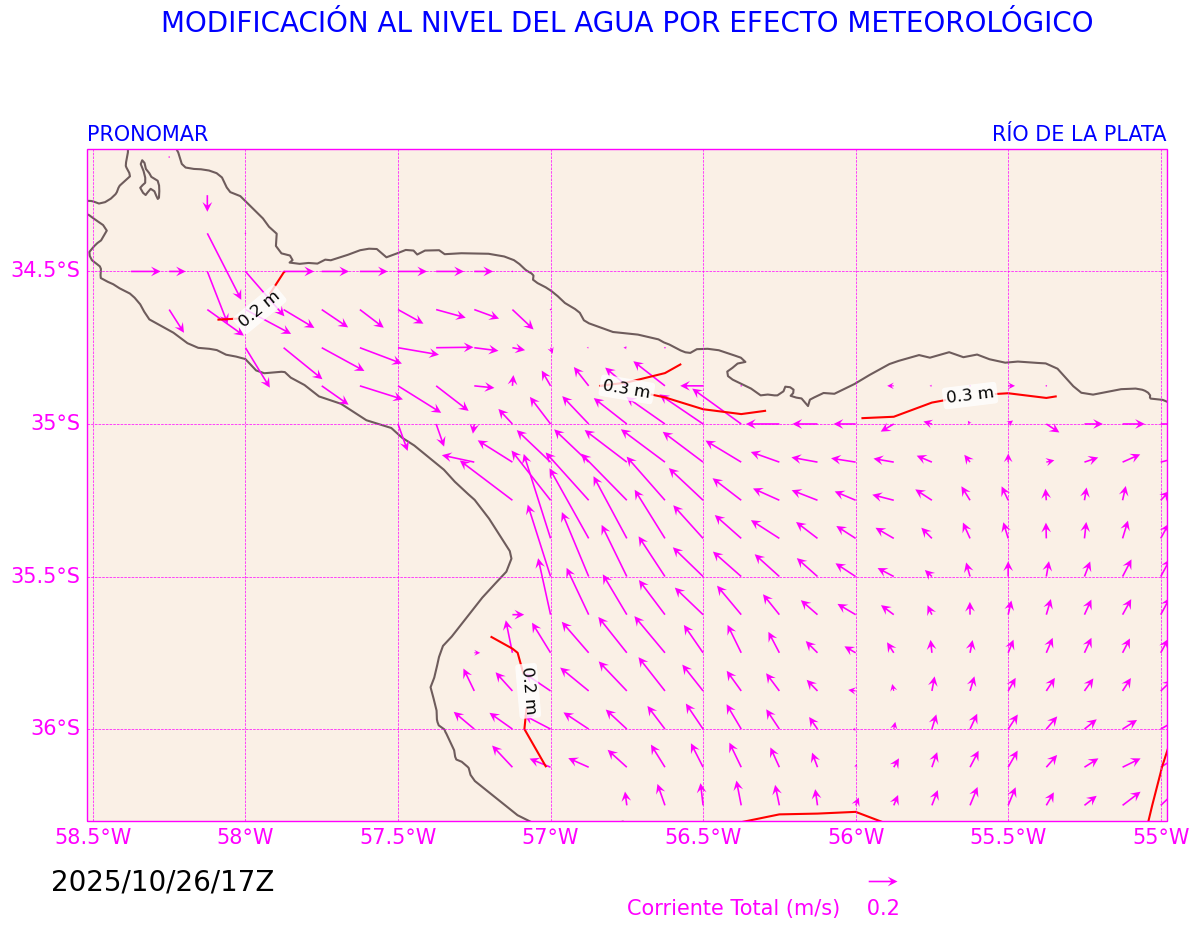 MODIFICACIÓN AL NIVEL DEL AGUA POR EFECTO METEOROLÓGICO
PRONOMAR RÍO DE LA PLATA
34.5°S
0.2 m
0.3 m
0.3 m
35°S
35.5°S
0.2 m
36°S
58.5°W 58°W 57.5°W 57°W 56.5°W 56°W 55.5°W 55°W
2025/10/26/17Z
Corriente Total (m/s) 0.2